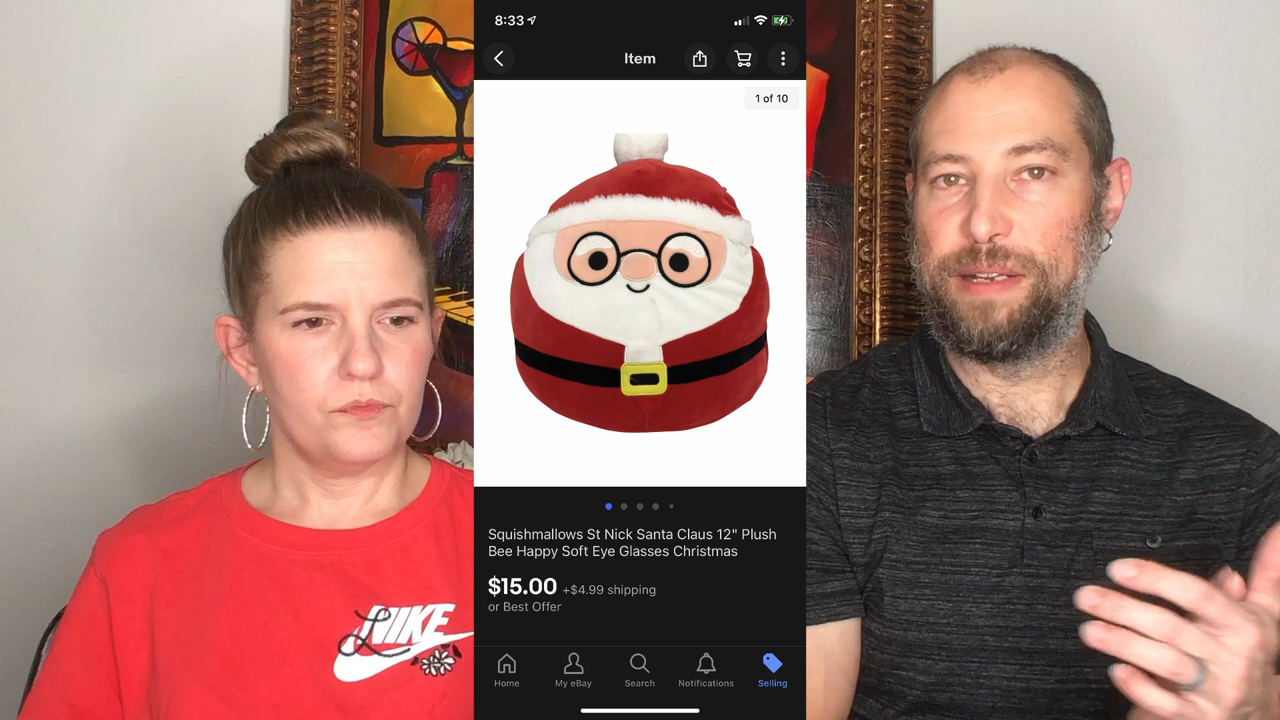 8:33
Item
1 of 10
Squishmallows St Nick Santa Claus 12" Plush
Bee Happy Soft Eye Glasses Christmas
$15.00 +$4.99 shipping
or Best Offer
Home My eBay Search Notifications Selling
NIKE